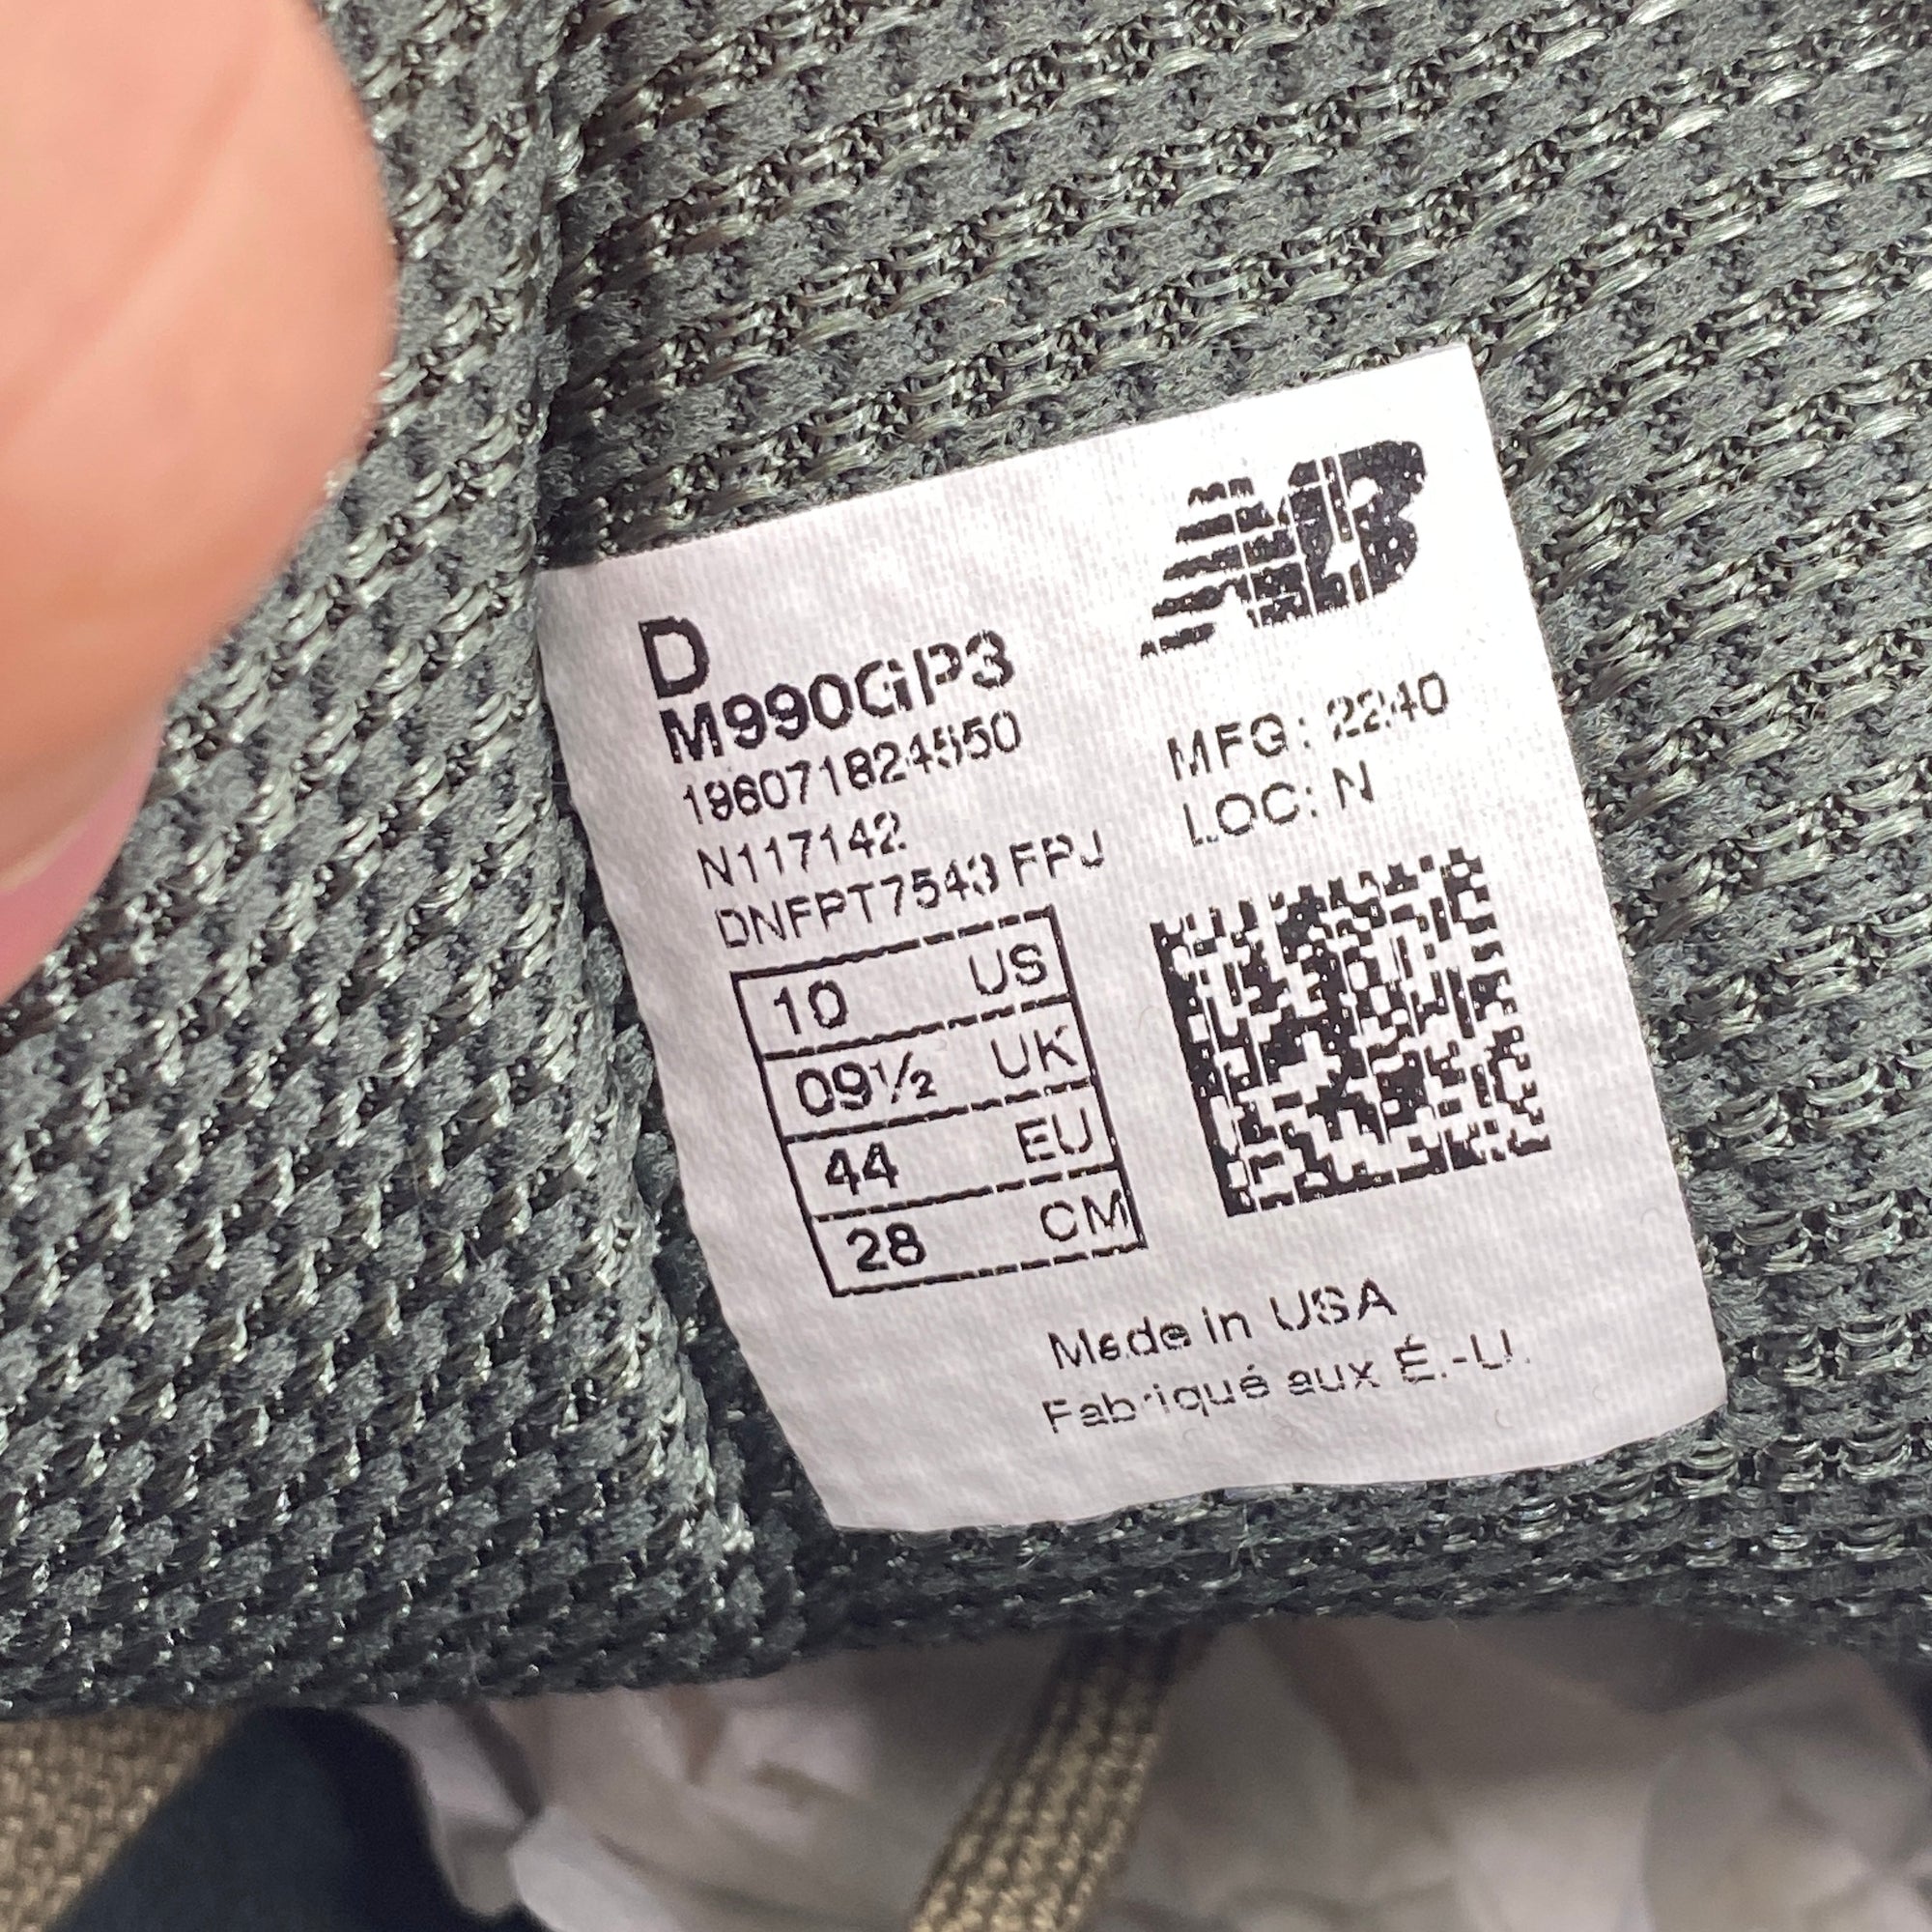 NB
D
M990GP3
196071824550
N117142
DNFPT7543 FPJ
MFG: 2240
LOC: N
10 US
09½ UK
44 EU
28 CM
Made in USA
Fabriqué aux É.-U.